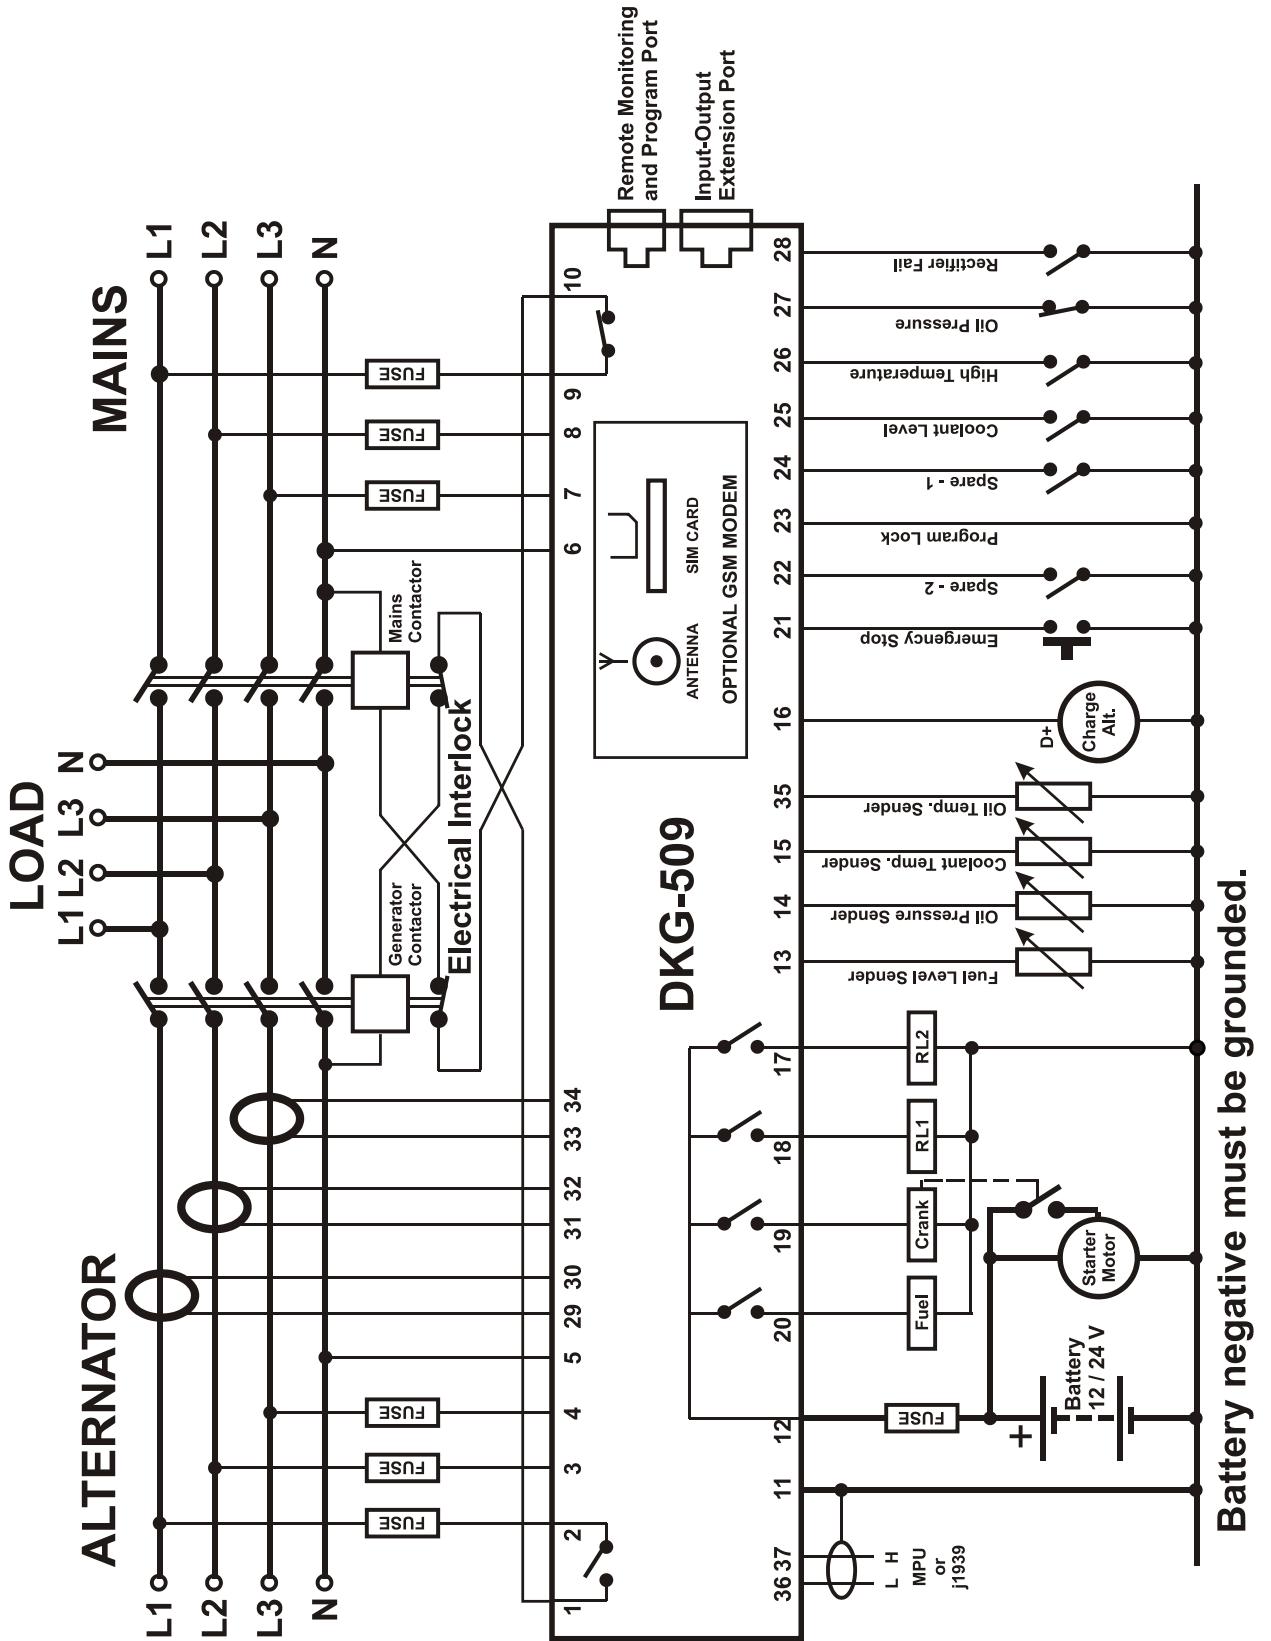 ALTERNATOR
LOAD
MAINS
L1
L2
L3
N
L1
L2
L3
N
L1
L2
L3
N
FUSE
FUSE
FUSE
FUSE
FUSE
FUSE
Generator
Contactor
Mains
Contactor
Electrical Interlock
1
2
3
4
5
29
30
31
32
33
34
6
7
8
9
10
DKG-509
ANTENNA
SIM CARD
OPTIONAL GSM MODEM
Remote Monitoring
and Program Port
Input-Output
Extension Port
36
37
11
12
20
19
18
17
13
14
15
35
16
21
22
23
24
25
26
27
28
L
H
MPU
or
j1939
FUSE
+
Battery
12 / 24 V
Fuel
Crank
RL1
RL2
Starter
Motor
Fuel Level Sender
Oil Pressure Sender
Coolant Temp. Sender
Oil Temp. Sender
D+
Charge
Alt.
Emergency Stop
Spare - 2
Program Lock
Spare - 1
Coolant Level
High Temperature
Oil Pressure
Rectifier Fail
Battery negative must be grounded.